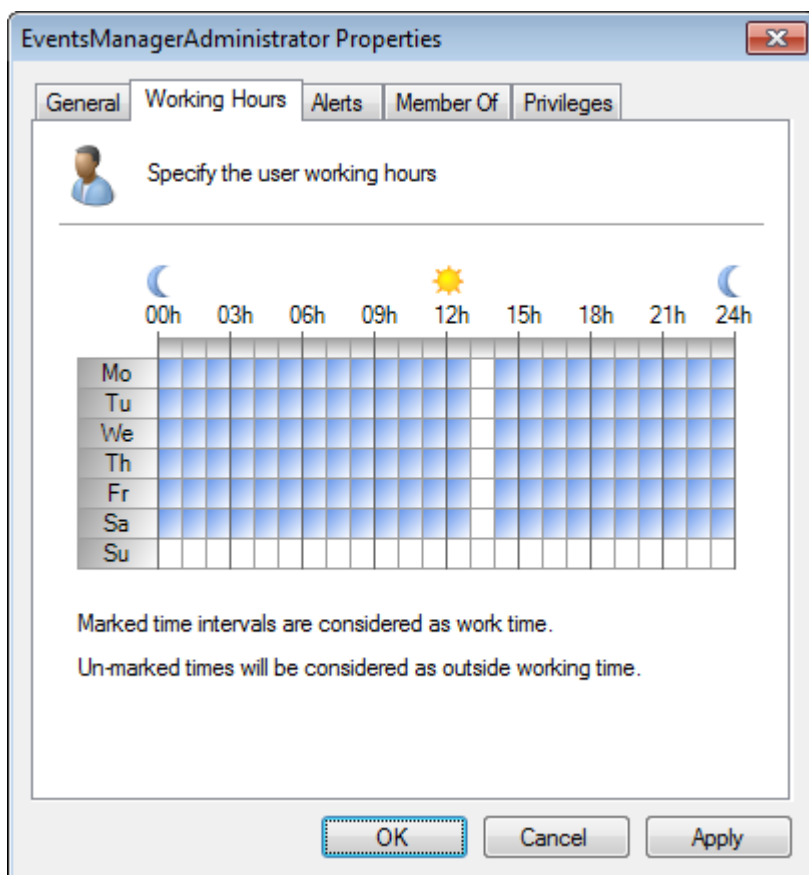 EventsManagerAdministrator Properties
General Working Hours Alerts Member Of Privileges
Specify the user working hours
00h 03h 06h 09h 12h 15h 18h 21h 24h
Mo
Tu
We
Th
Fr
Sa
Su
Marked time intervals are considered as work time.
Un-marked times will be considered as outside working time.
OK Cancel Apply